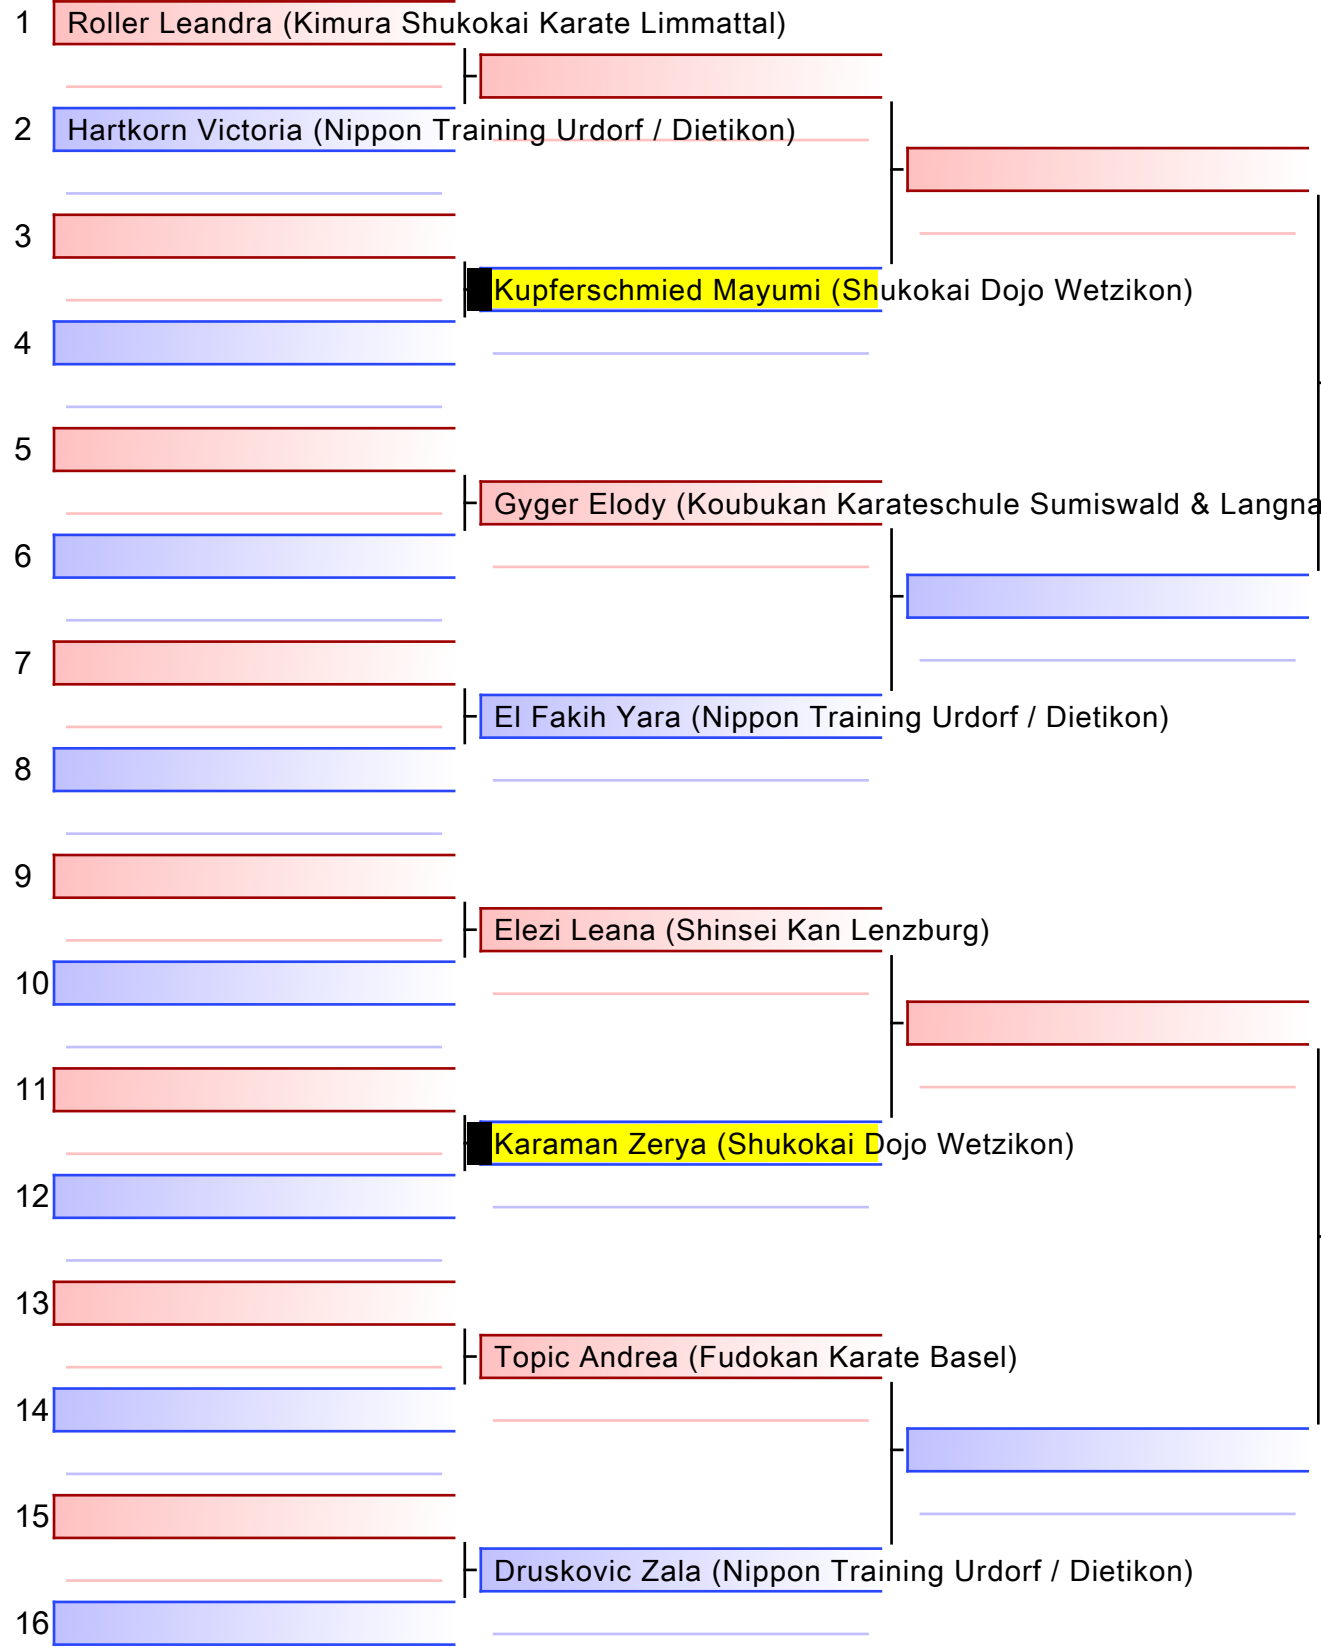 1 Roller Leandra (Kimura Shukokai Karate Limmattal)
2 Hartkorn Victoria (Nippon Training Urdorf / Dietikon)
3
Kupferschmied Mayumi (Shukokai Dojo Wetzikon)
4
5
Gyger Elody (Koubukan Karateschule Sumiswald & Langna
6
7
El Fakih Yara (Nippon Training Urdorf / Dietikon)
8
9
Elezi Leana (Shinsei Kan Lenzburg)
10
11
Karaman Zerya (Shukokai Dojo Wetzikon)
12
13
Topic Andrea (Fudokan Karate Basel)
14
15
Druskovic Zala (Nippon Training Urdorf / Dietikon)
16